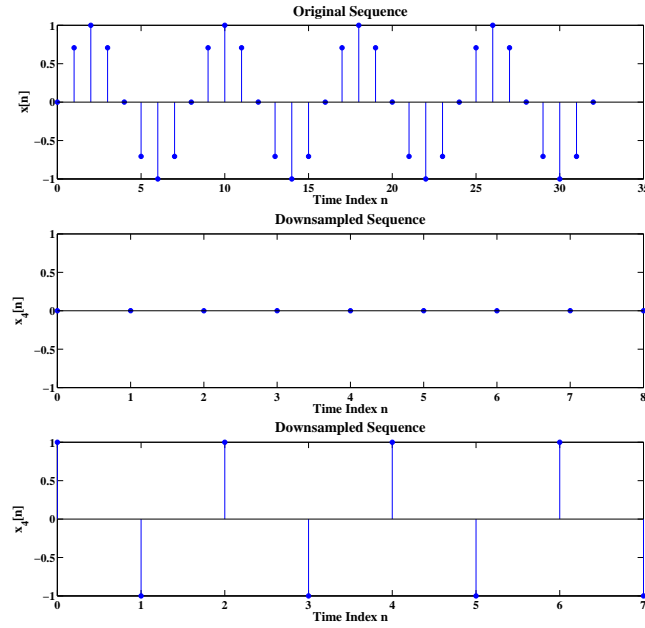 Original Sequence
1
0.5
0
−0.5
−1
x[n]
0 5 10 15 20 25 30 35
Time Index n
Downsampled Sequence
1
0.5
0
−0.5
−1
x4[n]
0 1 2 3 4 5 6 7 8
Time Index n
Downsampled Sequence
1
0.5
0
−0.5
−1
x4[n]
0 1 2 3 4 5 6 7
Time Index n